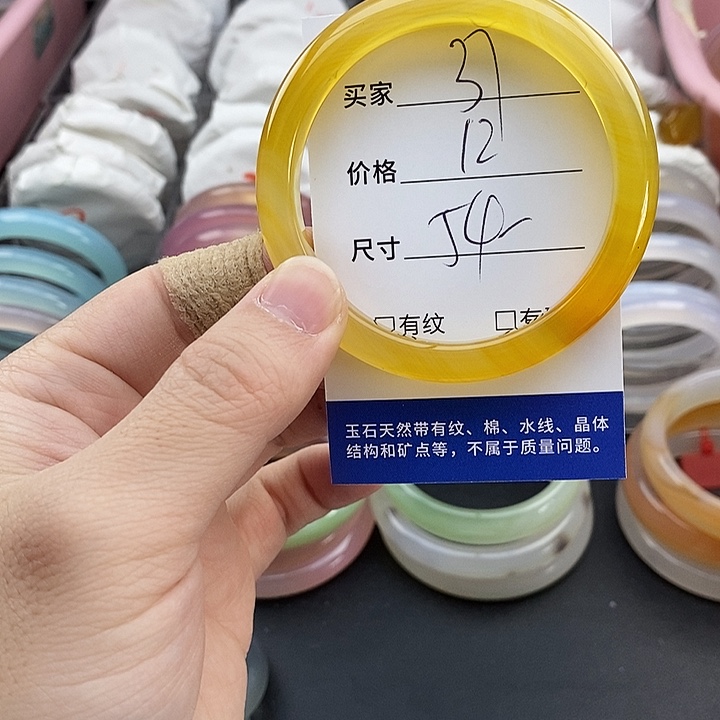 买家 37
价格 12
尺寸 54
□有纹 □有
玉石天然带有纹、棉、水线、晶体
结构和矿点等，不属于质量问题。